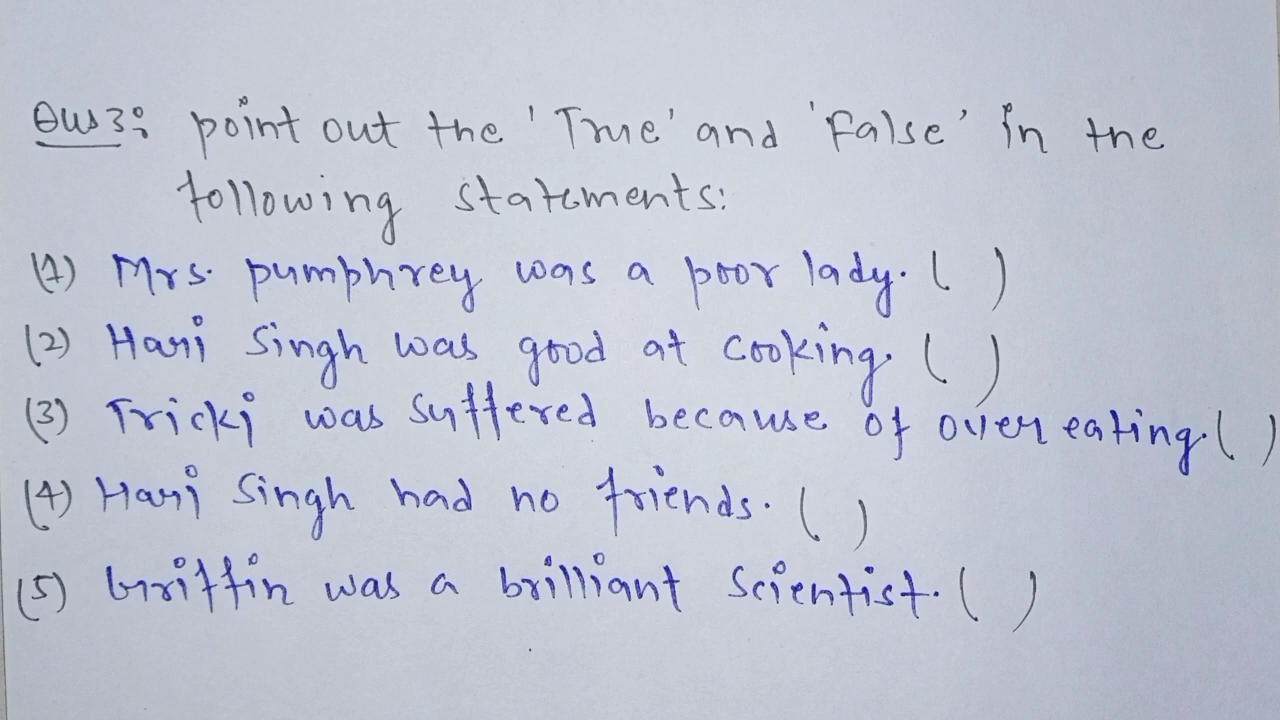 Qus 3: point out the 'True' and 'False' in the
following statements:
(1) Mrs. pumphrey was a poor lady. ( )
(2) Hari Singh was good at cooking. ( )
(3) Tricki was suffered because of over eating. ( )
(4) Hari Singh had no friends. ( )
(5) Griffin was a brilliant Scientist. ( )